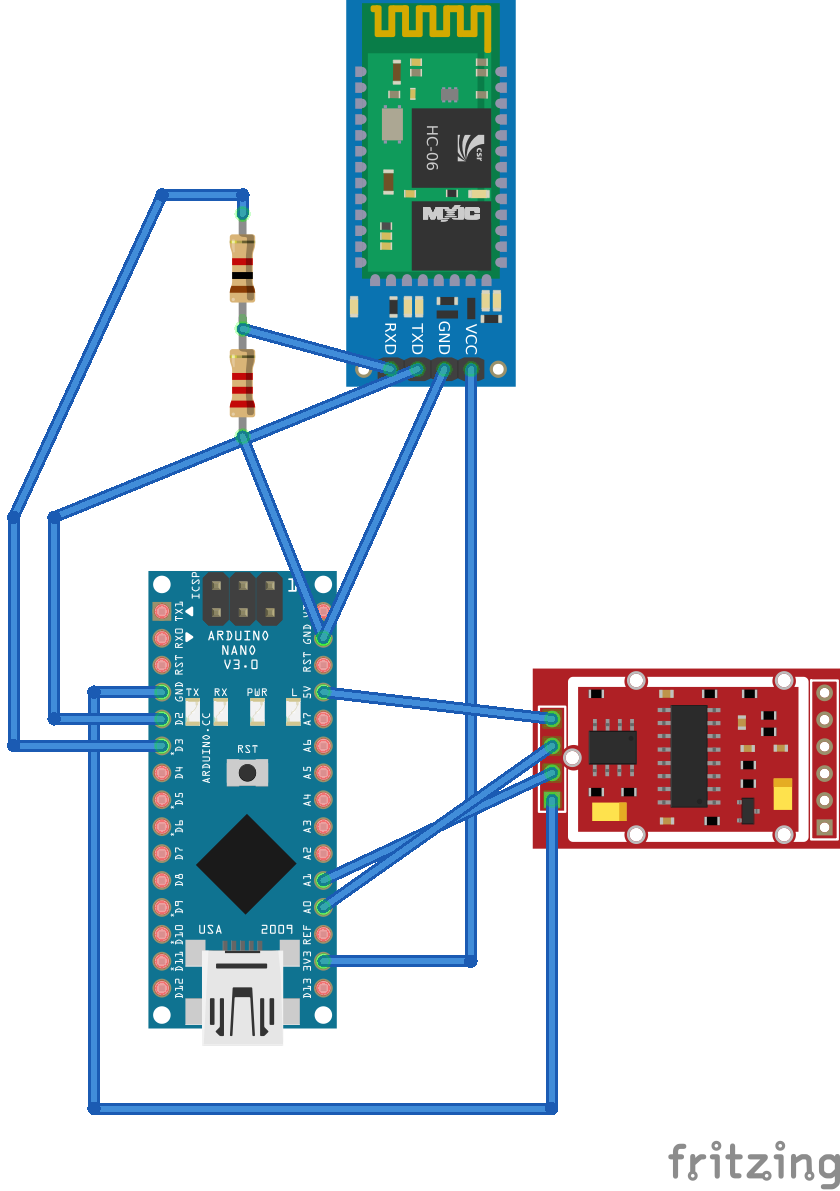 HC-06
csr
MXIC
RXD
TXD
GND
VCC
ICSP
1
ARDUINO
NANO
V3.0
TX1
RX0
RST
GND
D2
D3
D4
D5
D6
D7
D8
D9
D10
D11
D12
GND
RST
5V
A7
A6
A5
A4
A3
A2
A1
A0
REF
3V3
D13
TX
RX
PWR
L
ARDUINO.CC
RST
USA
2009
fritzing